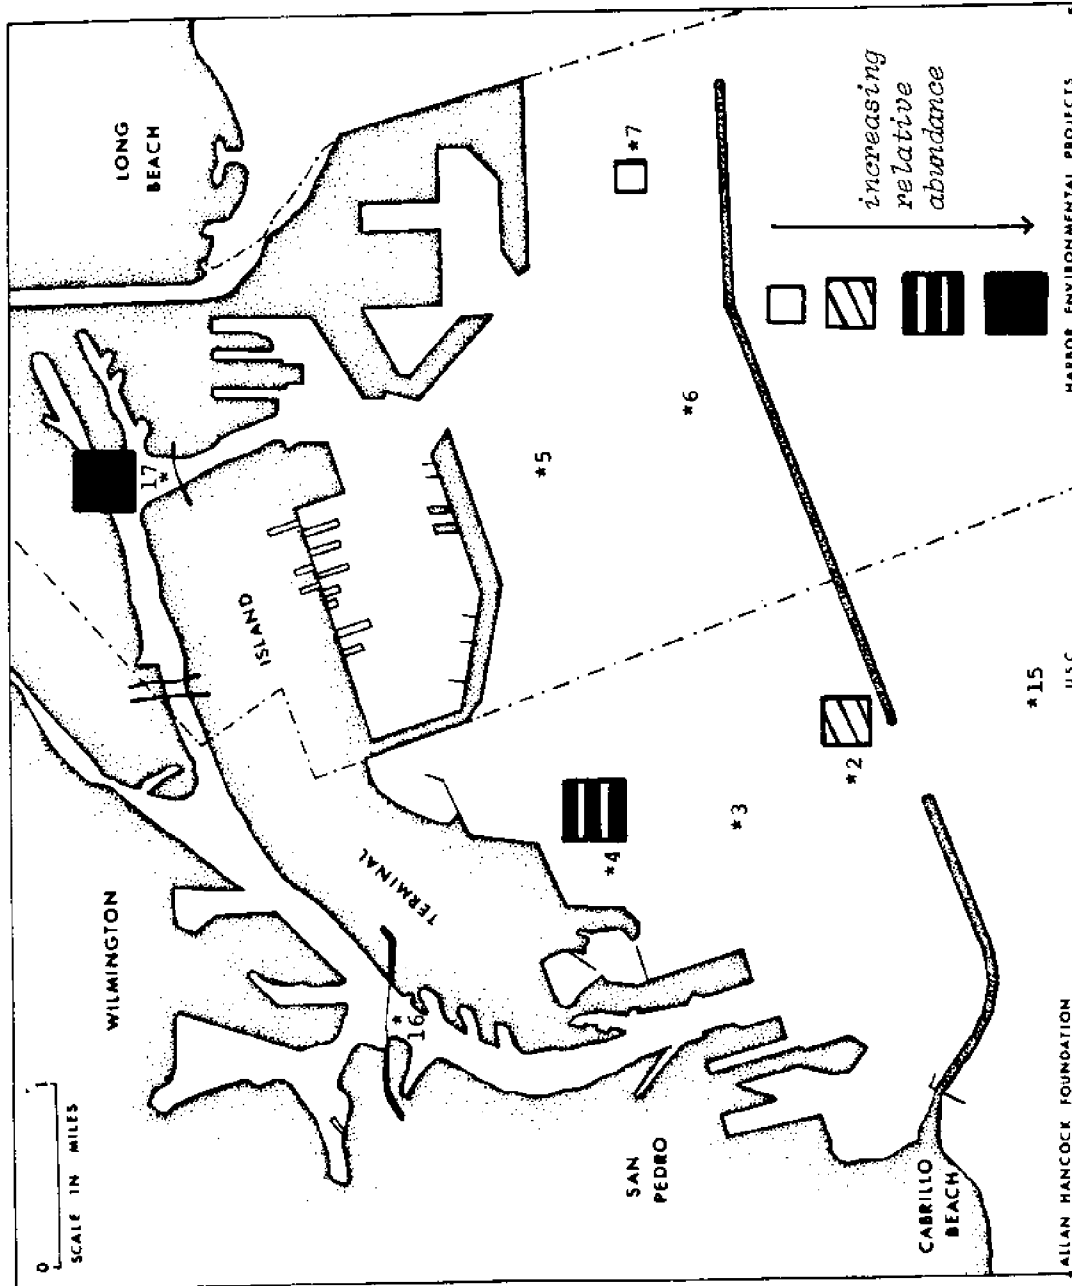 LONG
BEACH
WILMINGTON
ISLAND
TERMINAL
SAN
PEDRO
CABRILLO
BEACH
17
*
*
16
*7
*6
*5
*4
*3
*2
*15
increasing
relative
abundance
0 1
SCALE IN MILES
ALLAN HANCOCK FOUNDATION
USC
HARBOR ENVIRONMENTAL PROJECTS